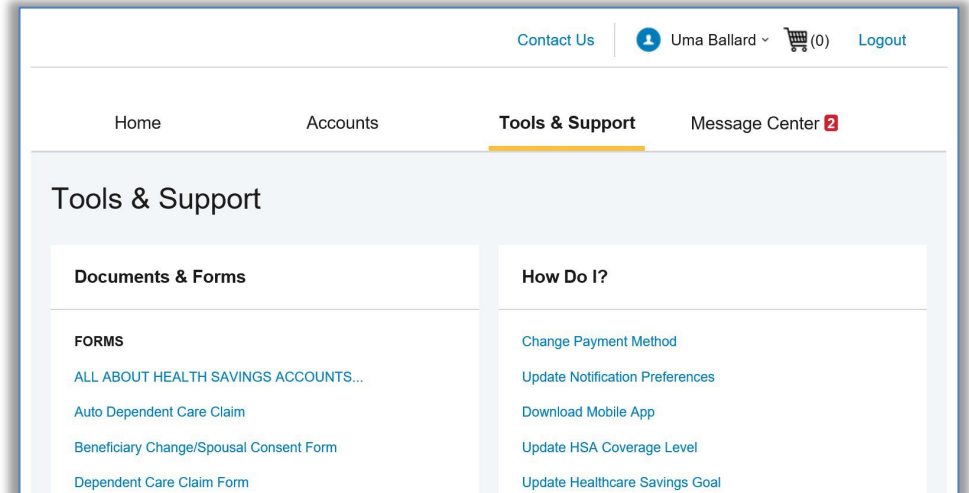 Contact Us Uma Ballard (0) Logout
Home Accounts Tools & Support Message Center 2
Tools & Support
Documents & Forms
FORMS
ALL ABOUT HEALTH SAVINGS ACCOUNTS...
Auto Dependent Care Claim
Beneficiary Change/Spousal Consent Form
Dependent Care Claim Form
How Do I?
Change Payment Method
Update Notification Preferences
Download Mobile App
Update HSA Coverage Level
Update Healthcare Savings Goal